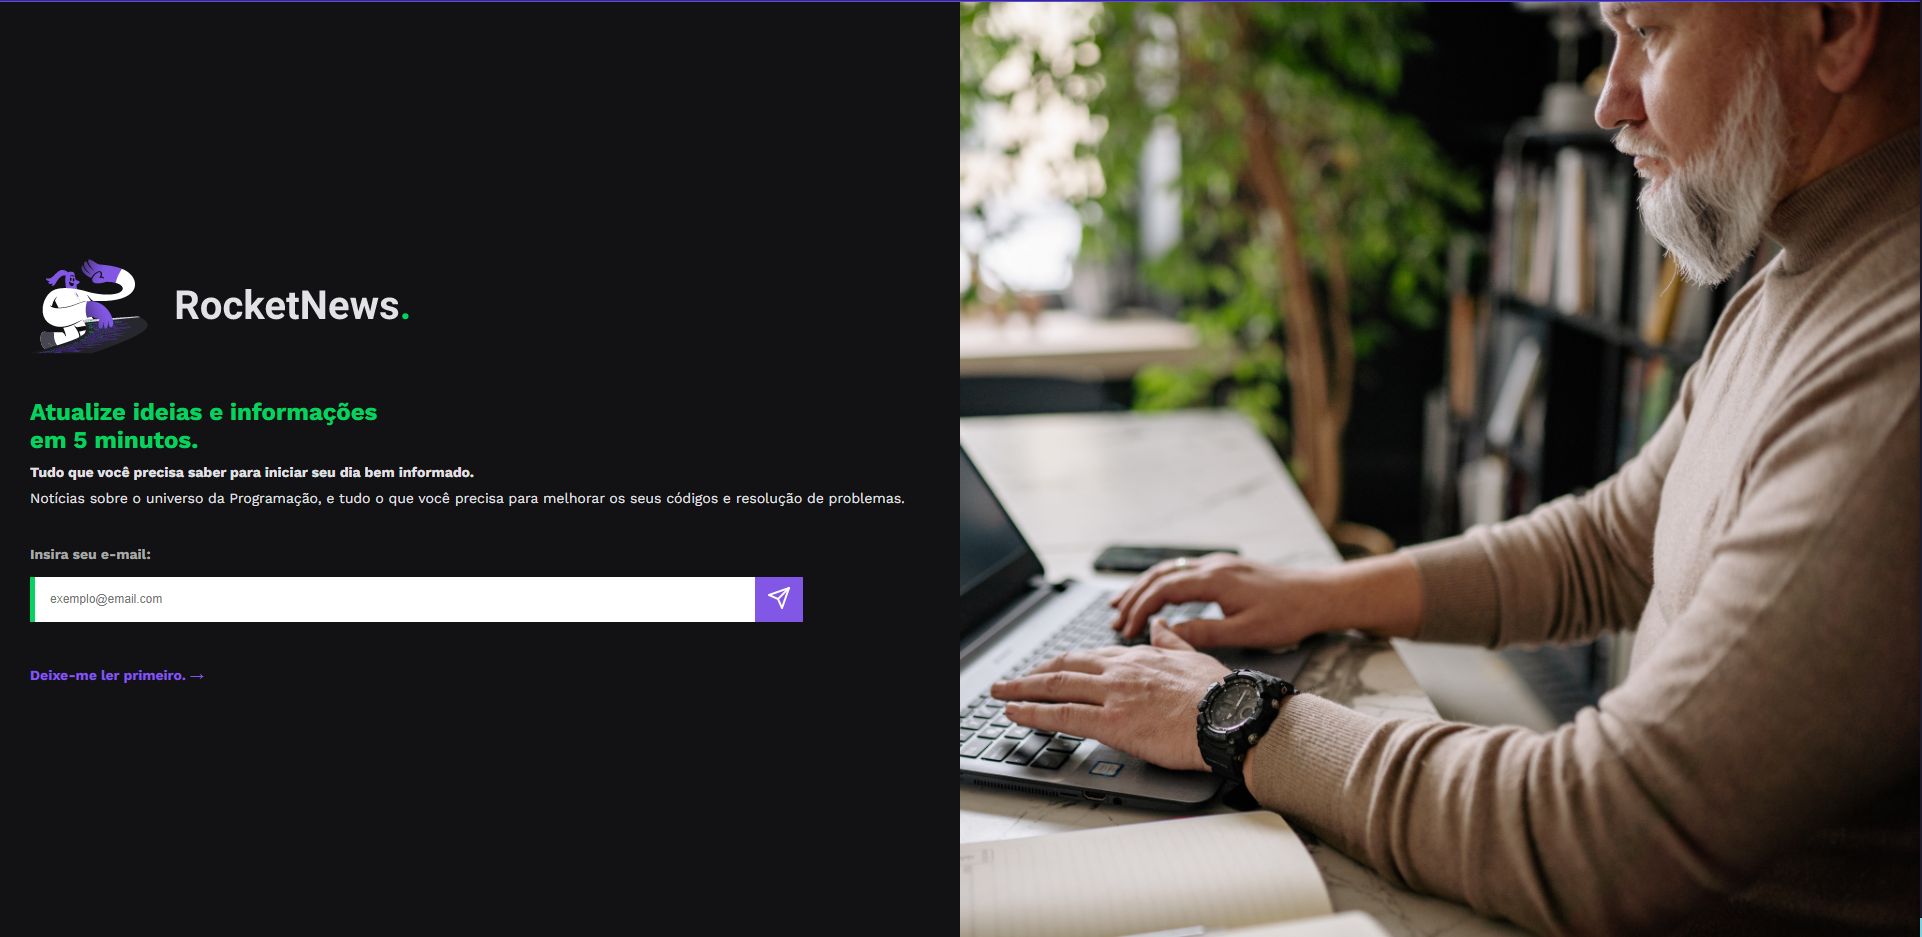 RocketNews.
Atualize ideias e informações
em 5 minutos.
Tudo que você precisa saber para iniciar seu dia bem informado.
Notícias sobre o universo da Programação, e tudo o que você precisa para melhorar os seus códigos e resolução de problemas.
Insira seu e-mail:
exemplo@email.com
Deixe-me ler primeiro. →